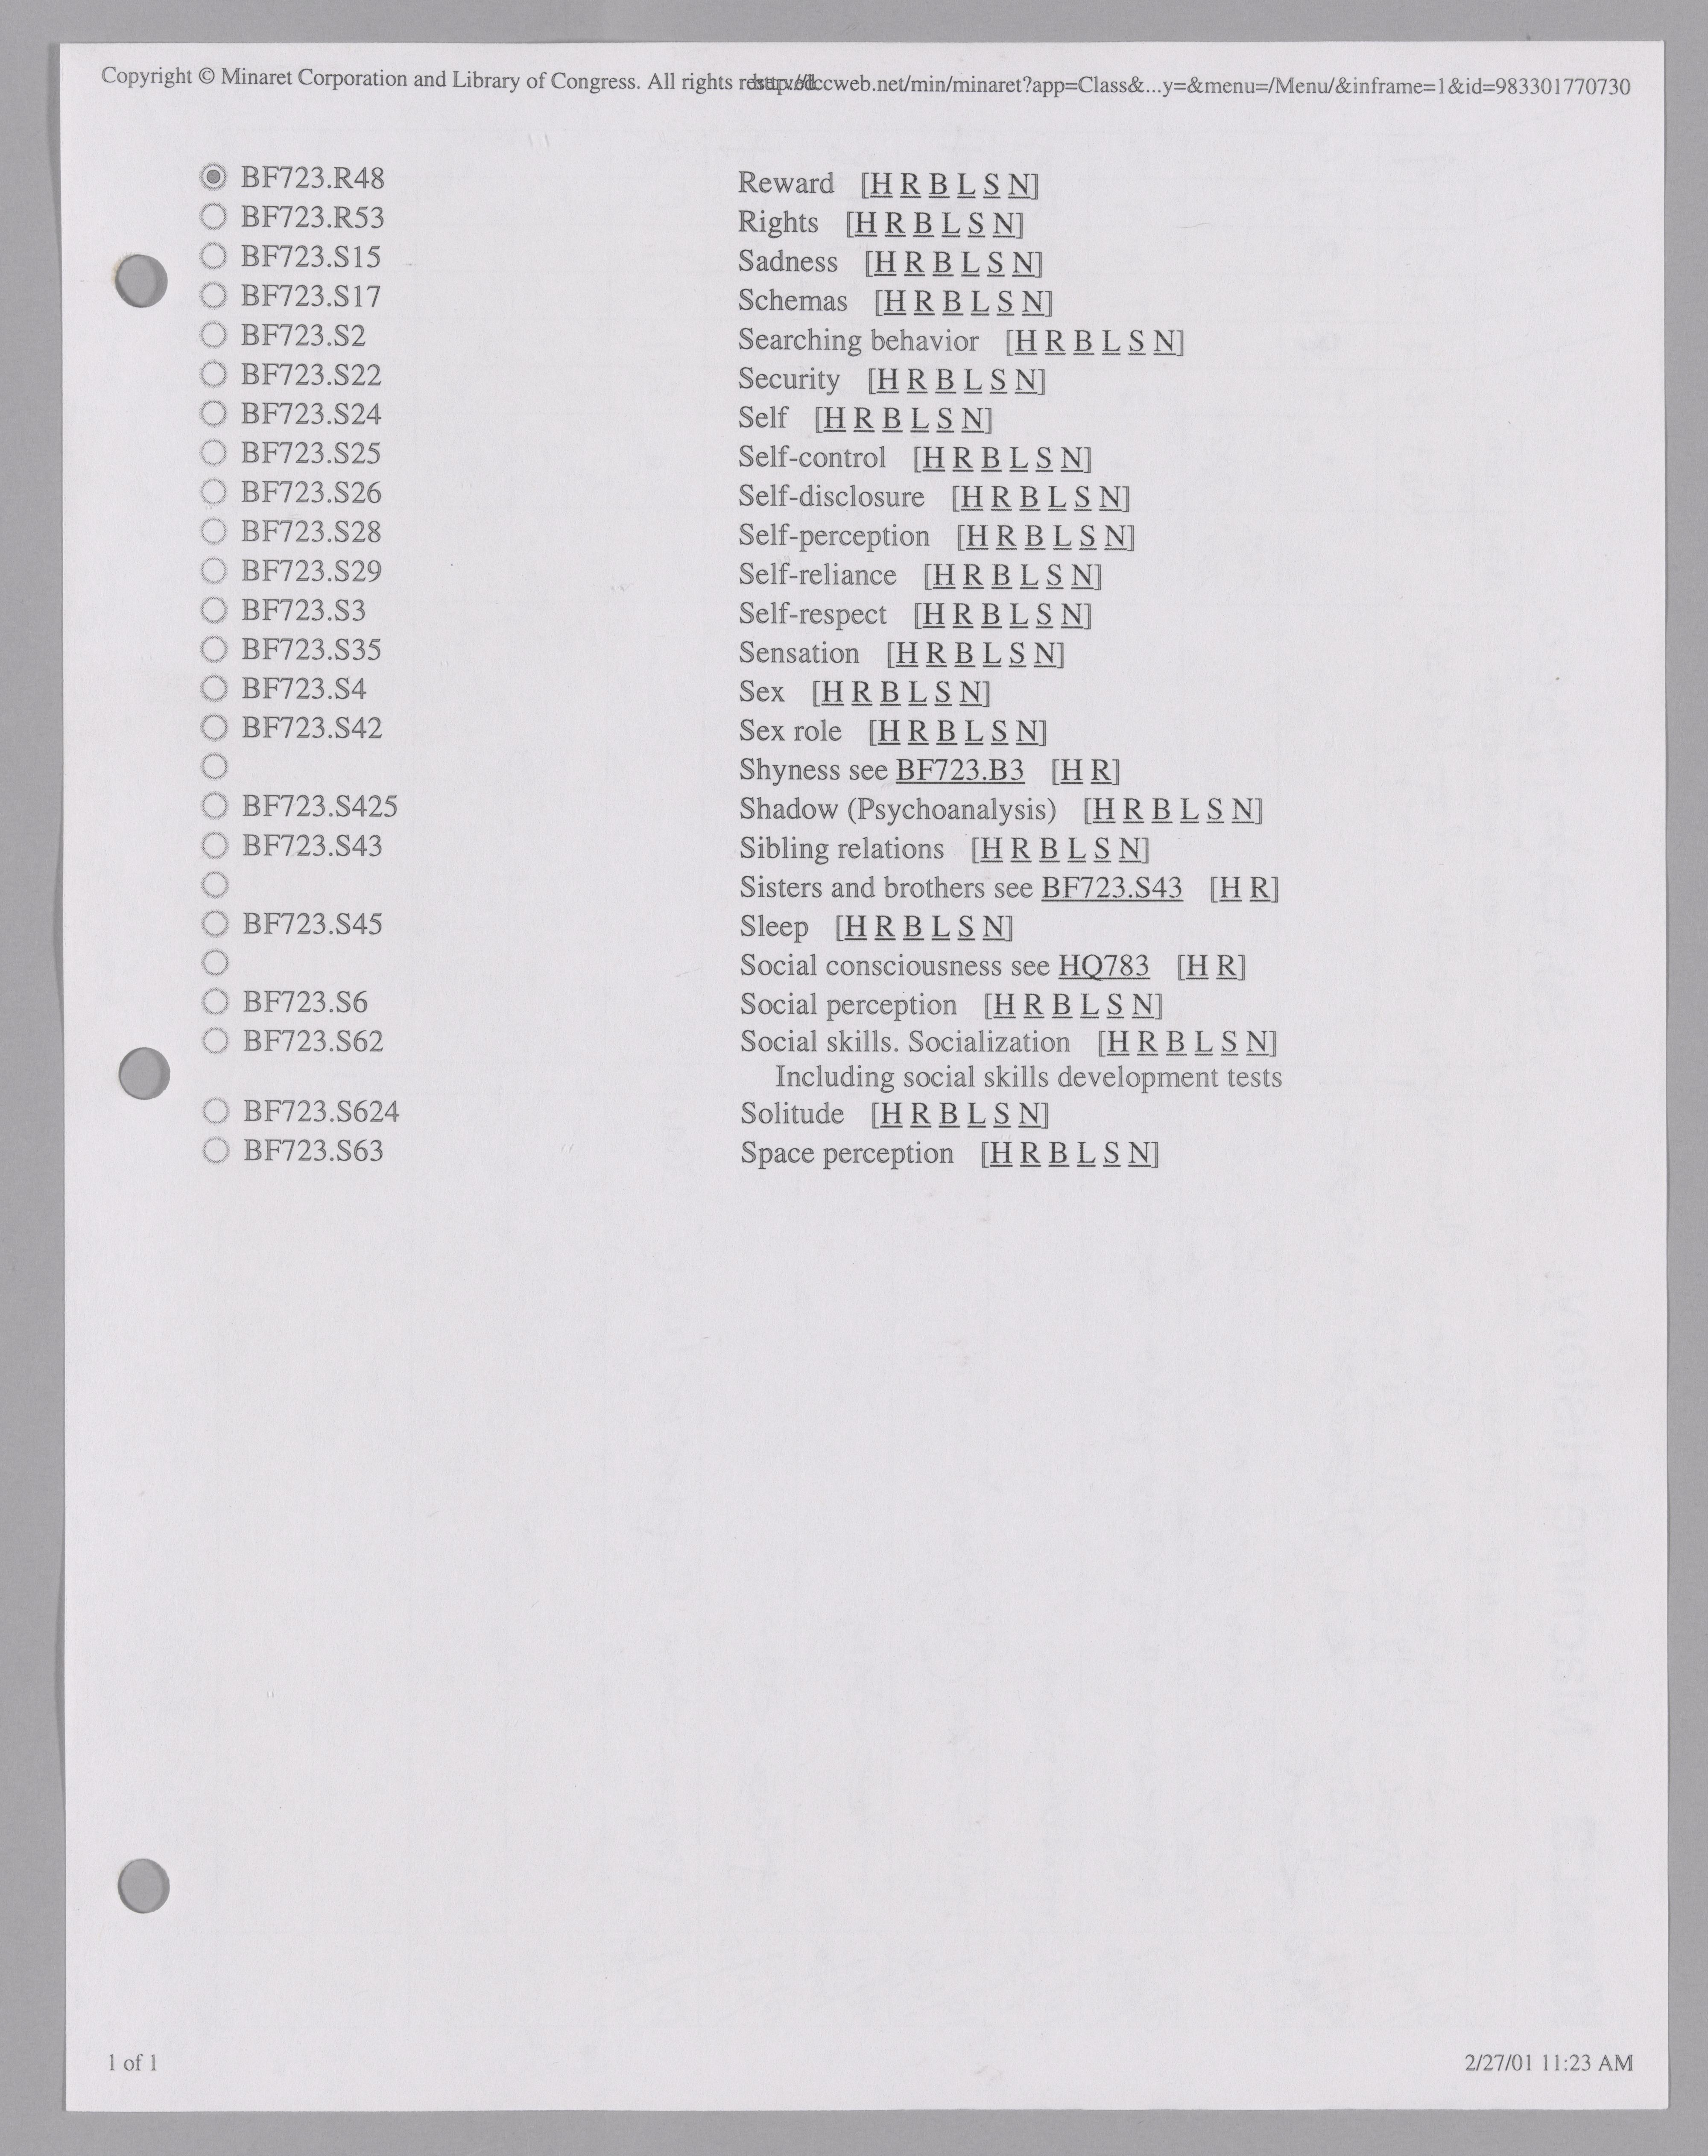 Copyright © Minaret Corporation and Library of Congress. All rights reserved. http://lccweb.net/min/minaret?app=Class&...y=&menu=/Menu/&inframe=1&id=983301770730
BF723.R48 Reward [H R B L S N]
BF723.R53 Rights [H R B L S N]
BF723.S15 Sadness [H R B L S N]
BF723.S17 Schemas [H R B L S N]
BF723.S2 Searching behavior [H R B L S N]
BF723.S22 Security [H R B L S N]
BF723.S24 Self [H R B L S N]
BF723.S25 Self-control [H R B L S N]
BF723.S26 Self-disclosure [H R B L S N]
BF723.S28 Self-perception [H R B L S N]
BF723.S29 Self-reliance [H R B L S N]
BF723.S3 Self-respect [H R B L S N]
BF723.S35 Sensation [H R B L S N]
BF723.S4 Sex [H R B L S N]
BF723.S42 Sex role [H R B L S N]
Shyness see BF723.B3 [H R]
BF723.S425 Shadow (Psychoanalysis) [H R B L S N]
BF723.S43 Sibling relations [H R B L S N]
Sisters and brothers see BF723.S43 [H R]
BF723.S45 Sleep [H R B L S N]
Social consciousness see HQ783 [H R]
BF723.S6 Social perception [H R B L S N]
BF723.S62 Social skills. Socialization [H R B L S N]
Including social skills development tests
BF723.S624 Solitude [H R B L S N]
BF723.S63 Space perception [H R B L S N]
1 of 1 2/27/01 11:23 AM